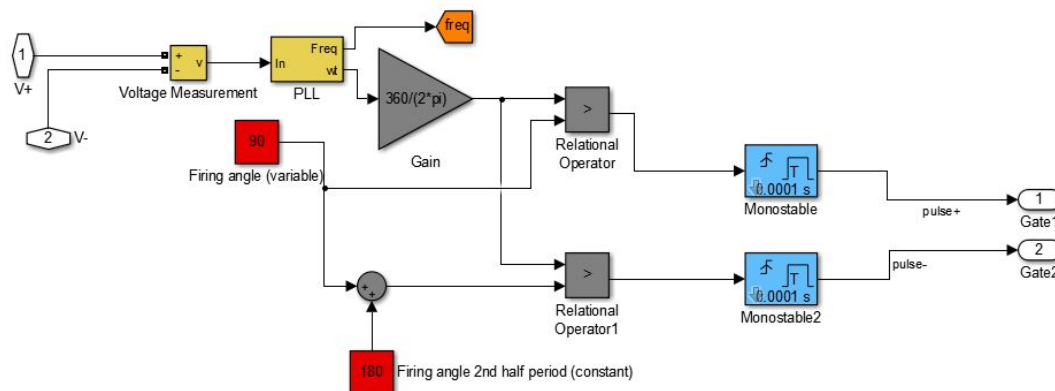 freq
1
V+
+
-
v
Voltage Measurement
In
Freq
wt
PLL
360/(2*pi)
Gain
2
V-
90
Firing angle (variable)
>
Relational
Operator
T
0.0001 s
Monostable
pulse+
1
Gate1
2
Gate2
pulse-
+
+
>
Relational
Operator1
T
0.0001 s
Monostable2
180
Firing angle 2nd half period (constant)